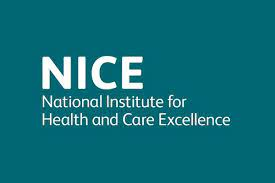 NICE
National Institute for
Health and Care Excellence